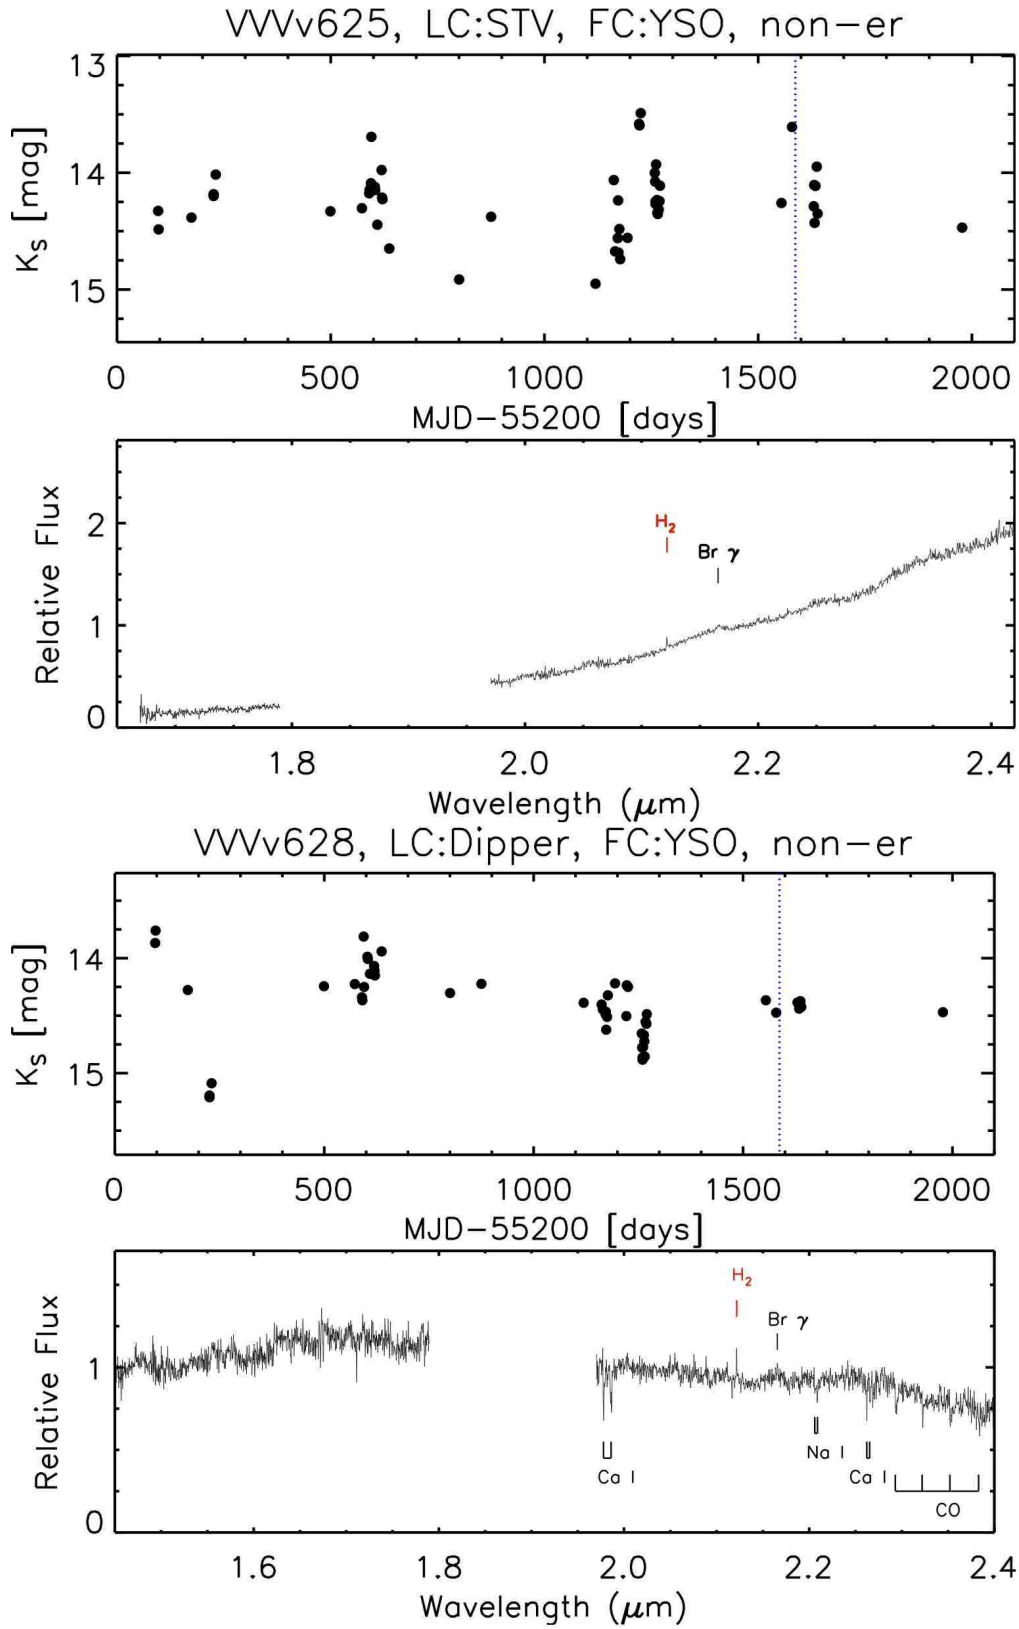 VVVv625, LC:STV, FC:YSO, non-er
13
14
15
K_S [mag]
0 500 1000 1500 2000
MJD-55200 [days]
2
1
0
Relative Flux
H_2
Br γ
1.8 2.0 2.2 2.4
Wavelength (μm)
VVVv628, LC:Dipper, FC:YSO, non-er
14
15
K_S [mag]
0 500 1000 1500 2000
MJD-55200 [days]
1
0
Relative Flux
H_2
Br γ
Na I
Ca I
Ca I
CO
1.6 1.8 2.0 2.2 2.4
Wavelength (μm)